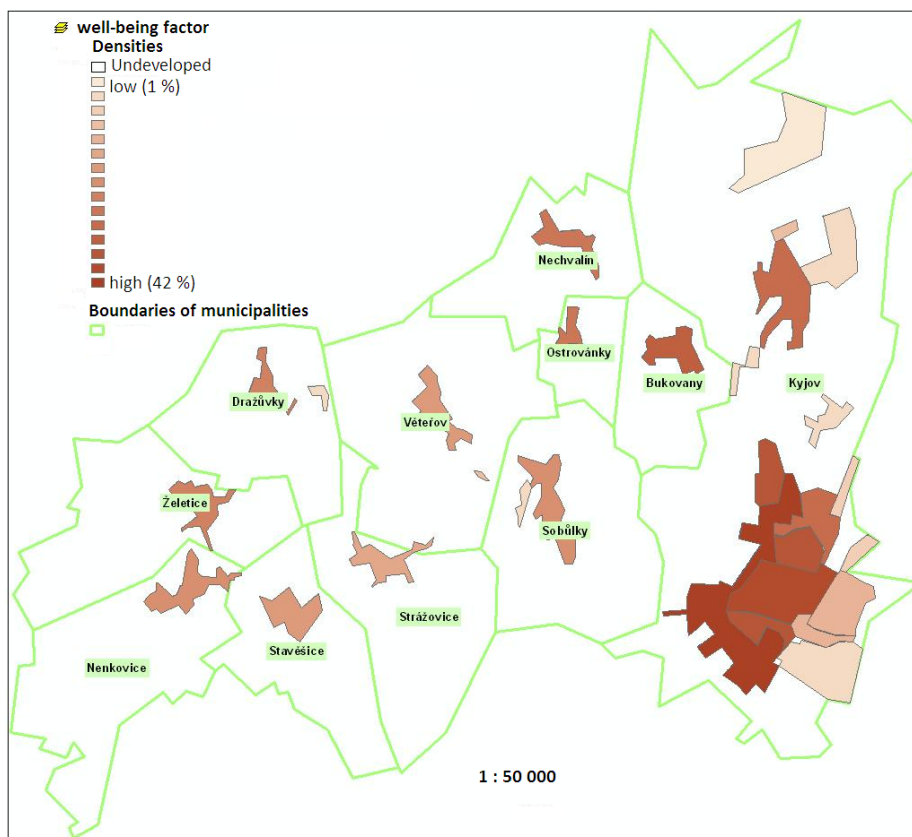 well-being factor
Densities
Undeveloped
low (1 %)
high (42 %)
Boundaries of municipalities
Nechvalín
Ostrovánky
Bukovany
Kyjov
Dražůvky
Věteřov
Želetice
Sobůlky
Strážovice
Stavěšice
Nenkovice
1 : 50 000